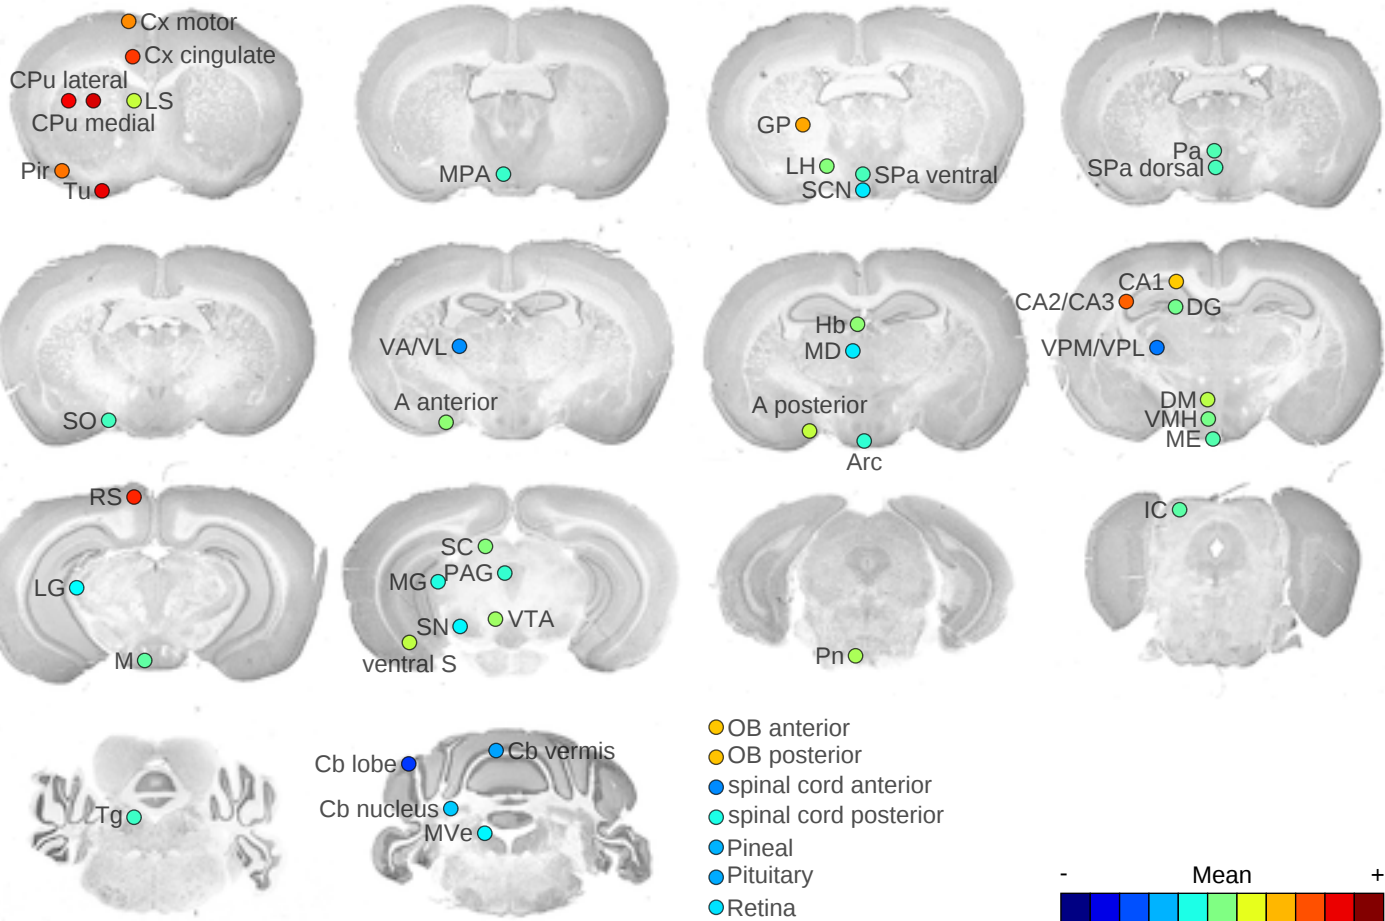 Cx motor
Cx cingulate
CPu lateral
LS
CPu medial
Pir
Tu
MPA
GP
LH
SPa ventral
SCN
Pa
SPa dorsal
SO
VA/VL
A anterior
Hb
MD
A posterior
Arc
CA1
CA2/CA3
DG
VPM/VPL
DM
VMH
ME
RS
LG
M
SC
MG
PAG
SN
VTA
ventral S
Pn
IC
Tg
Cb lobe
Cb vermis
Cb nucleus
MVe
OB anterior
OB posterior
spinal cord anterior
spinal cord posterior
Pineal
Pituitary
Retina
- Mean +